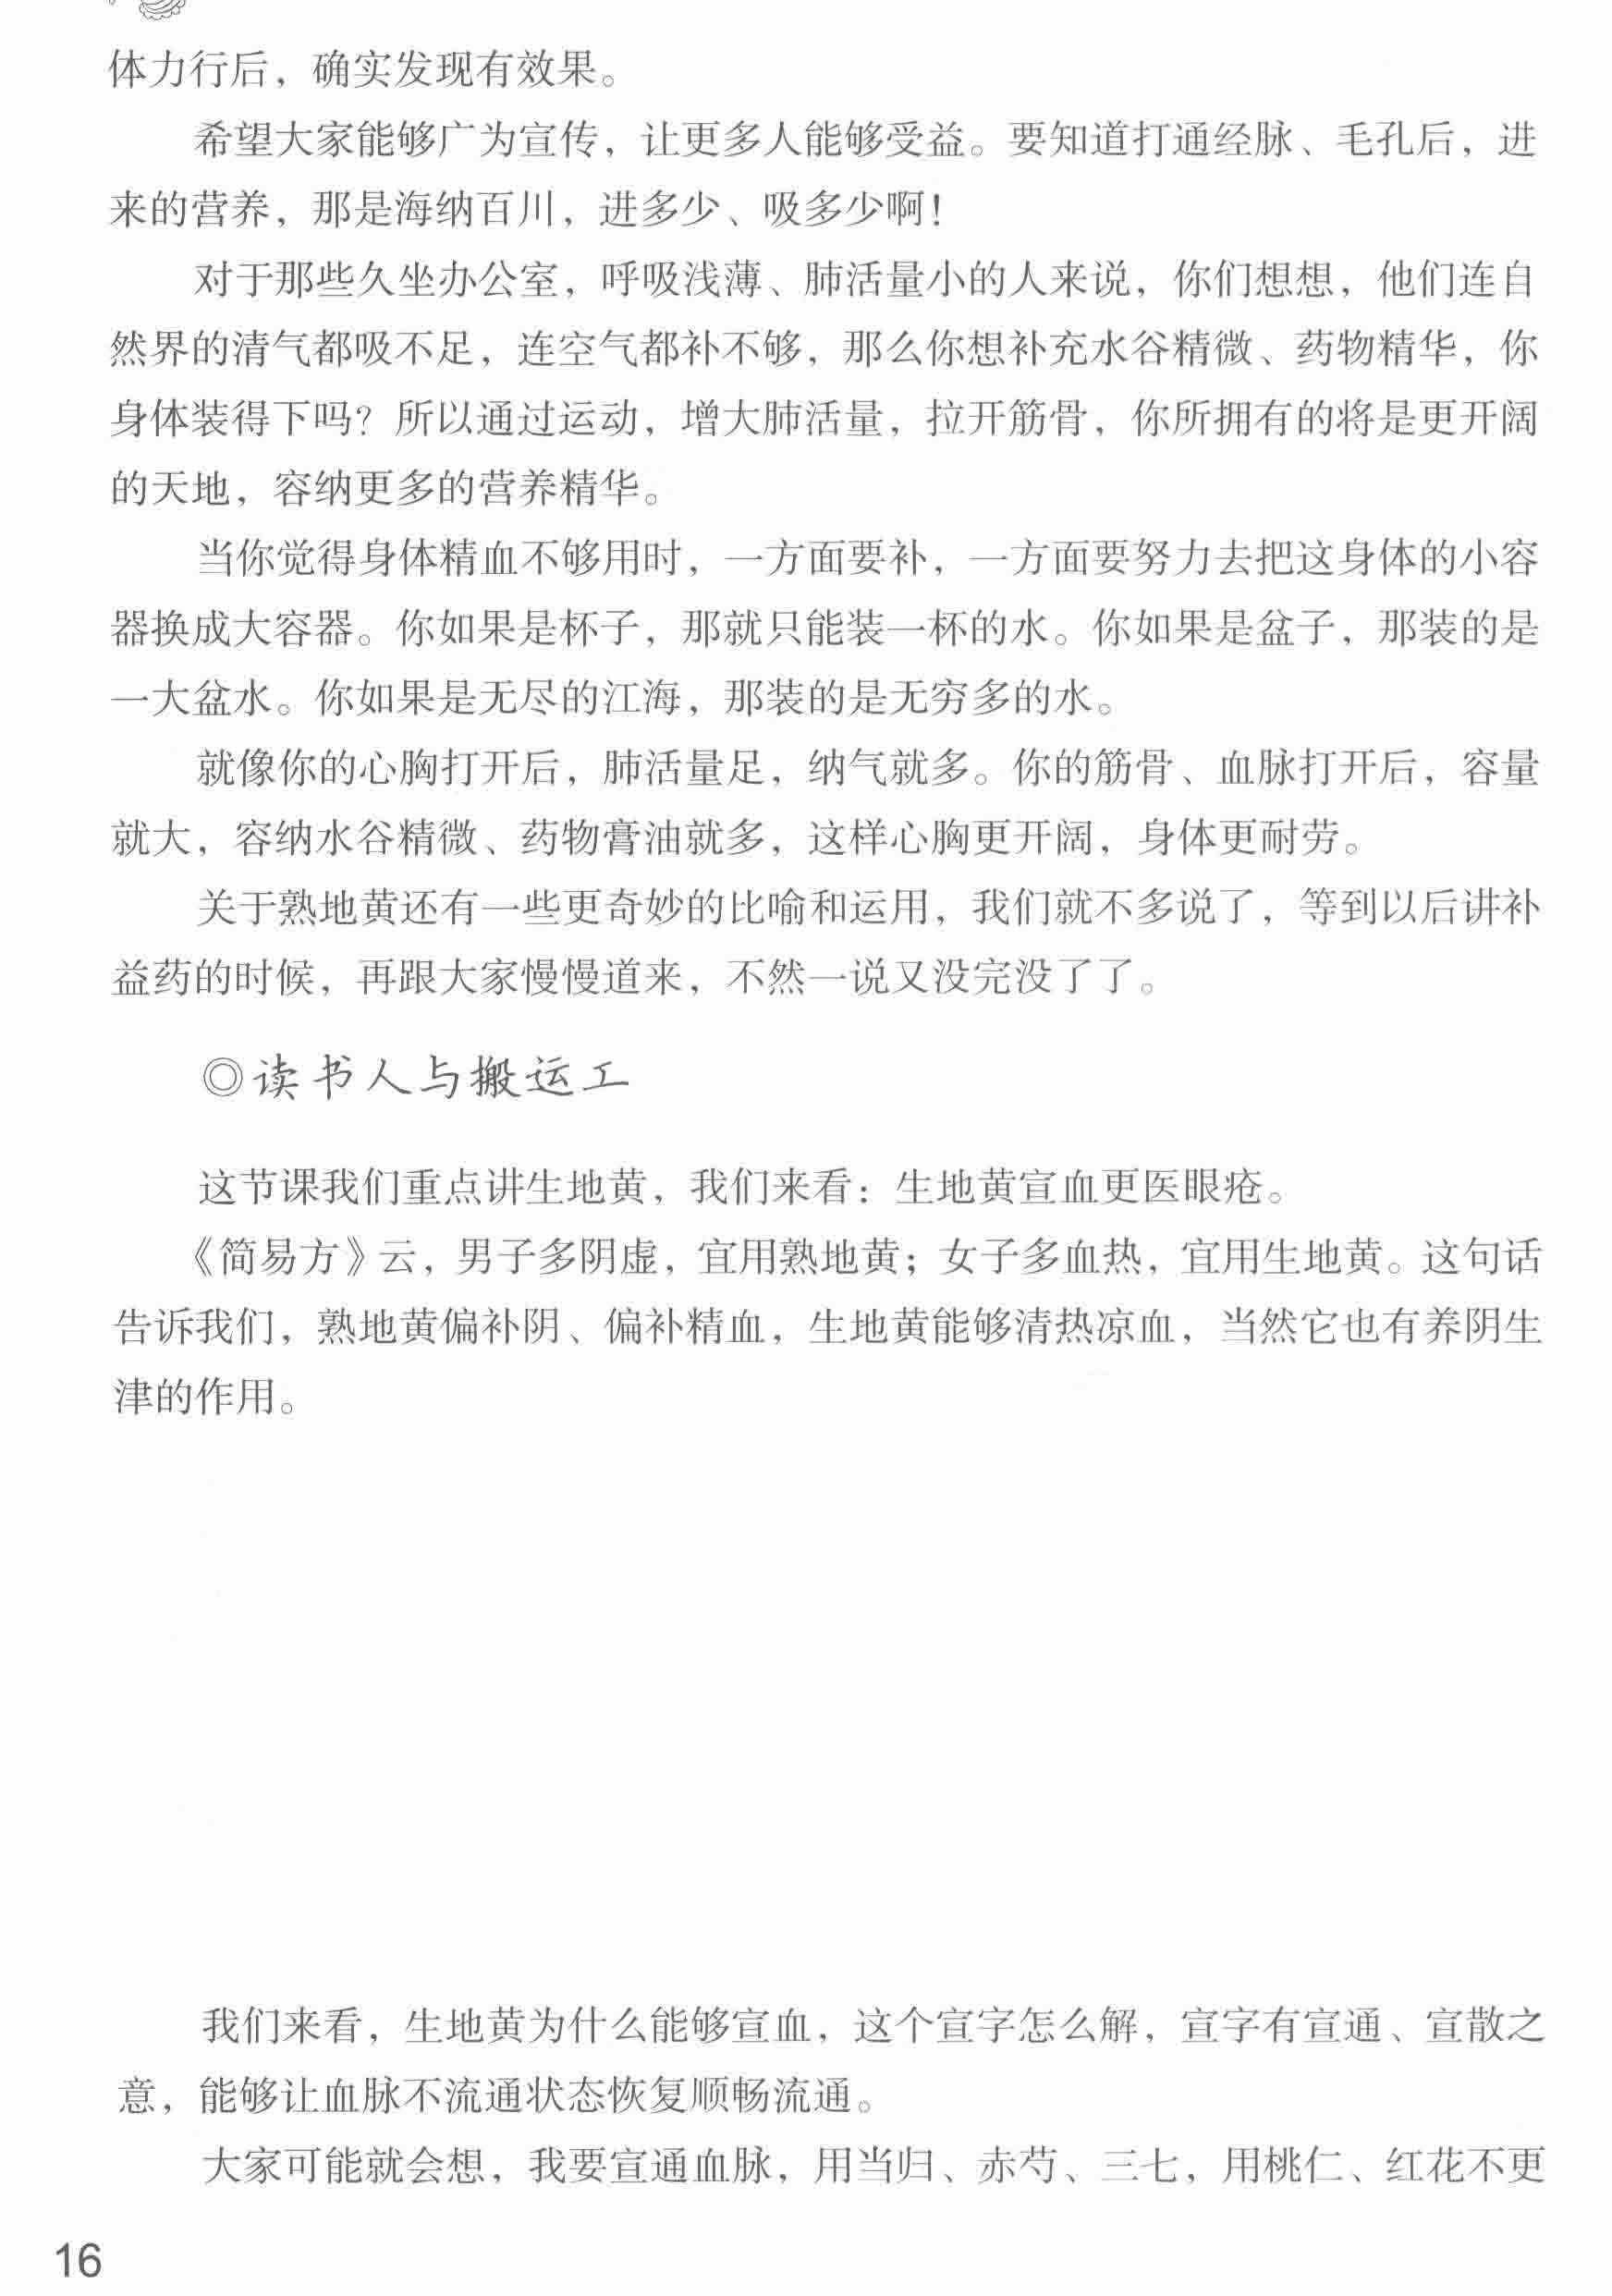 体力行后，确实发现有效果。
希望大家能够广为宣传，让更多人能够受益。要知道打通经脉、毛孔后，进
来的营养，那是海纳百川，进多少、吸多少啊！
对于那些久坐办公室，呼吸浅薄、肺活量小的人来说，你们想想，他们连自
然界的清气都吸不足，连空气都补不够，那么你想补充水谷精微、药物精华，你
身体装得下吗？所以通过运动，增大肺活量，拉开筋骨，你所拥有的将是更开阔
的天地，容纳更多的营养精华。
当你觉得身体精血不够用时，一方面要补，一方面要努力去把这身体的小容
器换成大容器。你如果是杯子，那就只能装一杯的水。你如果是盆子，那装的是
一大盆水。你如果是无尽的江海，那装的是无穷多的水。
就像你的心胸打开后，肺活量足，纳气就多。你的筋骨、血脉打开后，容量
就大，容纳水谷精微、药物膏油就多，这样心胸更开阔，身体更耐劳。
关于熟地黄还有一些更奇妙的比喻和运用，我们就不多说了，等到以后讲补
益药的时候，再跟大家慢慢道来，不然一说又没完没了了。
◎读书人与搬运工
这节课我们重点讲生地黄，我们来看：生地黄宣血更医眼疮。
《简易方》云，男子多阴虚，宜用熟地黄；女子多血热，宜用生地黄。这句话
告诉我们，熟地黄偏补阴、偏补精血，生地黄能够清热凉血，当然它也有养阴生
津的作用。
我们来看，生地黄为什么能够宣血，这个宣字怎么解，宣字有宣通、宣散之
意，能够让血脉不流通状态恢复顺畅流通。
大家可能就会想，我要宣通血脉，用当归、赤芍、三七，用桃仁、红花不更
16